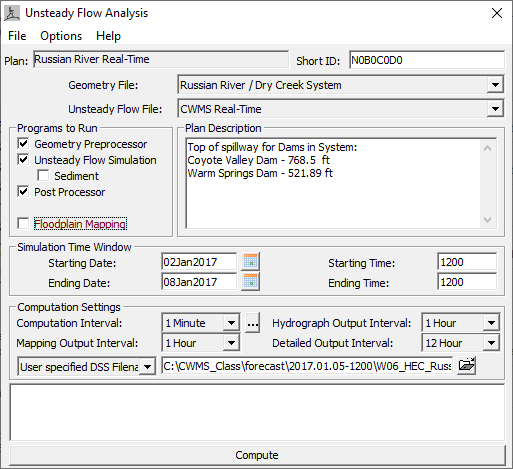 Unsteady Flow Analysis
File Options Help
Plan: Russian River Real-Time Short ID: N0B0C0D0
Geometry File: Russian River / Dry Creek System
Unsteady Flow File: CWMS Real-Time
Programs to Run
Geometry Preprocessor
Unsteady Flow Simulation
Sediment
Post Processor
Floodplain Mapping
Plan Description
Top of spillway for Dams in System:
Coyote Valley Dam - 768.5 ft
Warm Springs Dam - 521.89 ft
Simulation Time Window
Starting Date: 02Jan2017 Starting Time: 1200
Ending Date: 08Jan2017 Ending Time: 1200
Computation Settings
Computation Interval: 1 Minute ... Hydrograph Output Interval: 1 Hour
Mapping Output Interval: 1 Hour Detailed Output Interval: 12 Hour
User specified DSS Filena C:\CWMS_Class\forecast\2017.01.05-1200\W06_HEC_Russ
Compute